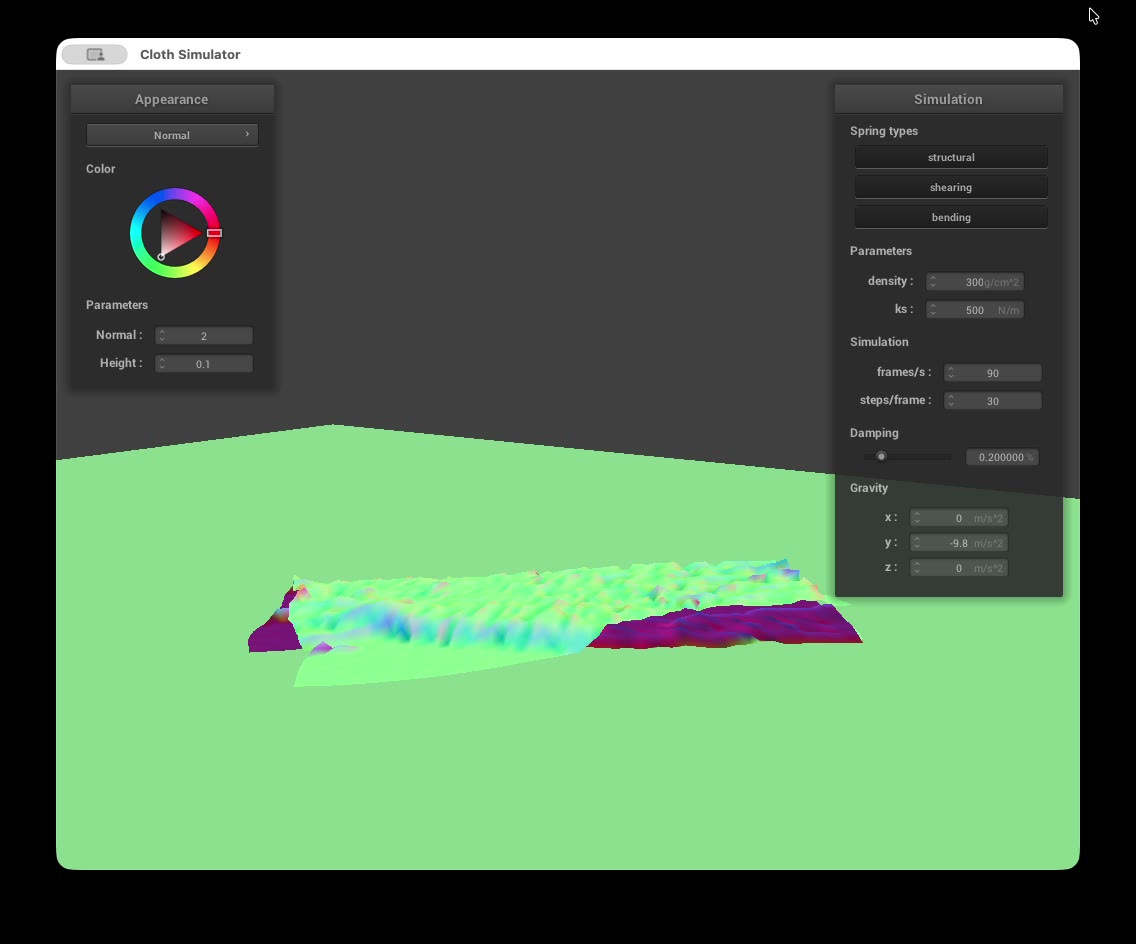 Cloth Simulator
Appearance
Normal
Color
Parameters
Normal :
2
Height :
0.1
Simulation
Spring types
structural
shearing
bending
Parameters
density :
300g/cm^2
ks :
500 N/m
Simulation
frames/s :
90
steps/frame :
30
Damping
0.200000 %
Gravity
x :
0 m/s^2
y :
-9.8 m/s^2
z :
0 m/s^2